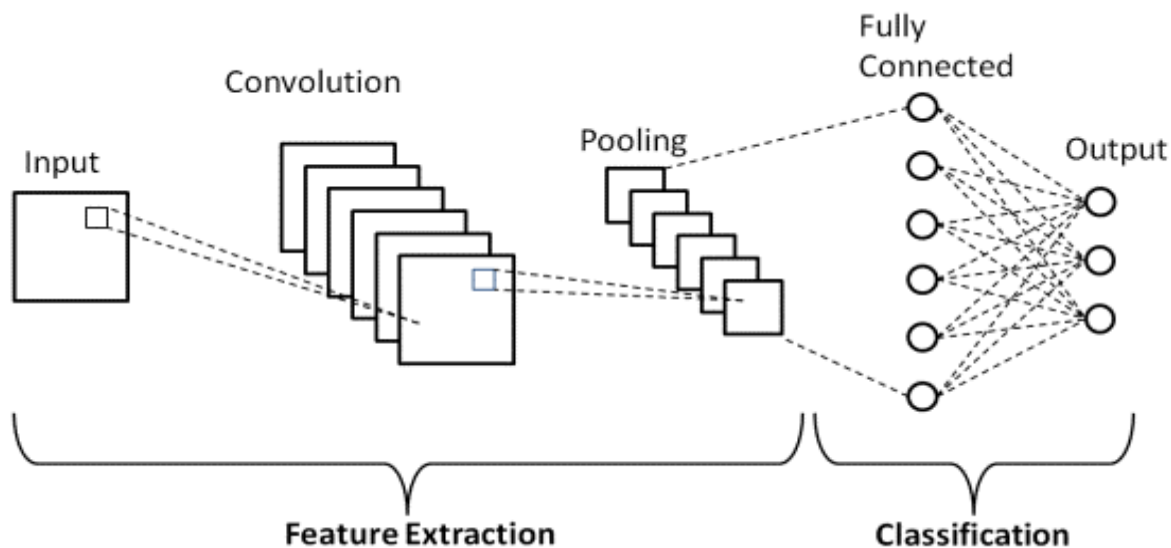 Fully
Connected
Convolution
Pooling
Input
Output
Feature Extraction
Classification